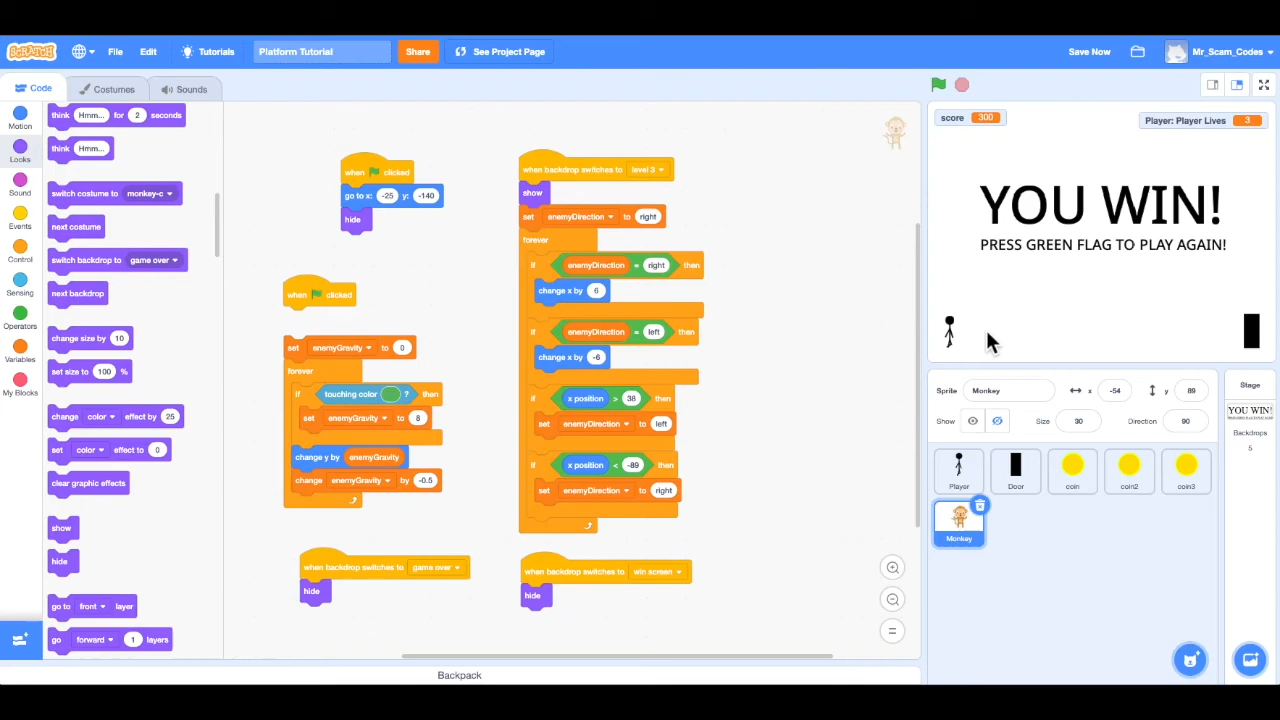 SCRATCH
File
Edit
Tutorials
Platform Tutorial
Share
See Project Page
Save Now
Mr_Scam_Codes
Code
Costumes
Sounds
Motion
Looks
Sound
Events
Control
Sensing
Operators
Variables
My Blocks
think Hmm... for 2 seconds
think Hmm...
switch costume to monkey-c
next costume
switch backdrop to game over
next backdrop
change size by 10
set size to 100 %
change color effect by 25
set color effect to 0
clear graphic effects
show
hide
go to front layer
go forward 1 layers
when clicked
go to x: -25 y: -140
hide
when clicked
set enemyGravity to 0
forever
if touching color ? then
set enemyGravity to 8
change y by enemyGravity
change enemyGravity by -0.5
when backdrop switches to game over
hide
when backdrop switches to level 3
show
set enemyDirection to right
forever
if enemyDirection = right then
change x by 6
if enemyDirection = left then
change x by -6
if x position > 38 then
set enemyDirection to left
if x position < -89 then
set enemyDirection to right
when backdrop switches to win screen
hide
Backpack
score 300
Player: Player Lives 3
YOU WIN!
PRESS GREEN FLAG TO PLAY AGAIN!
Sprite Monkey x -54 y 89
Show Size 30 Direction 90
Player
Door
coin
coin2
coin3
Monkey
Stage
YOU WIN!
Backdrops
5